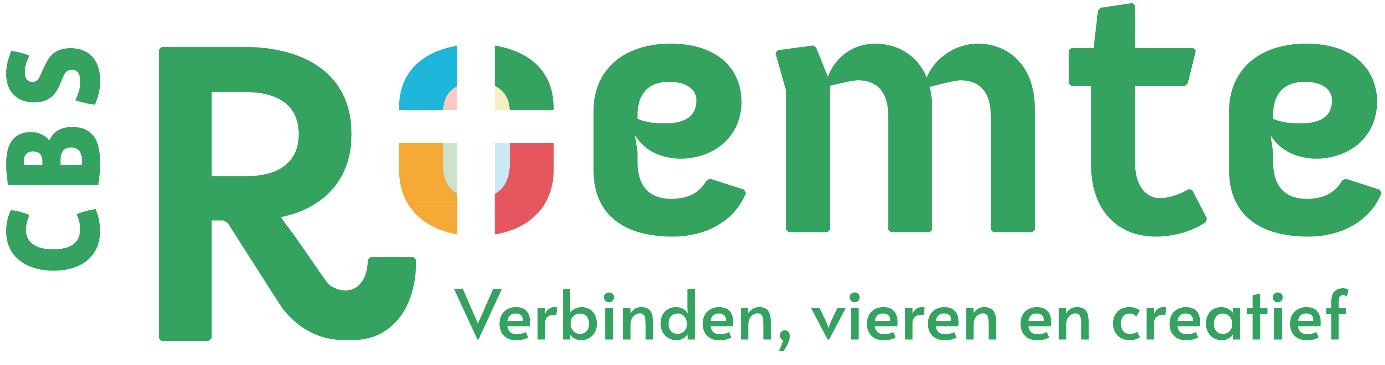 CBS
Roemte
Verbinden, vieren en creatief